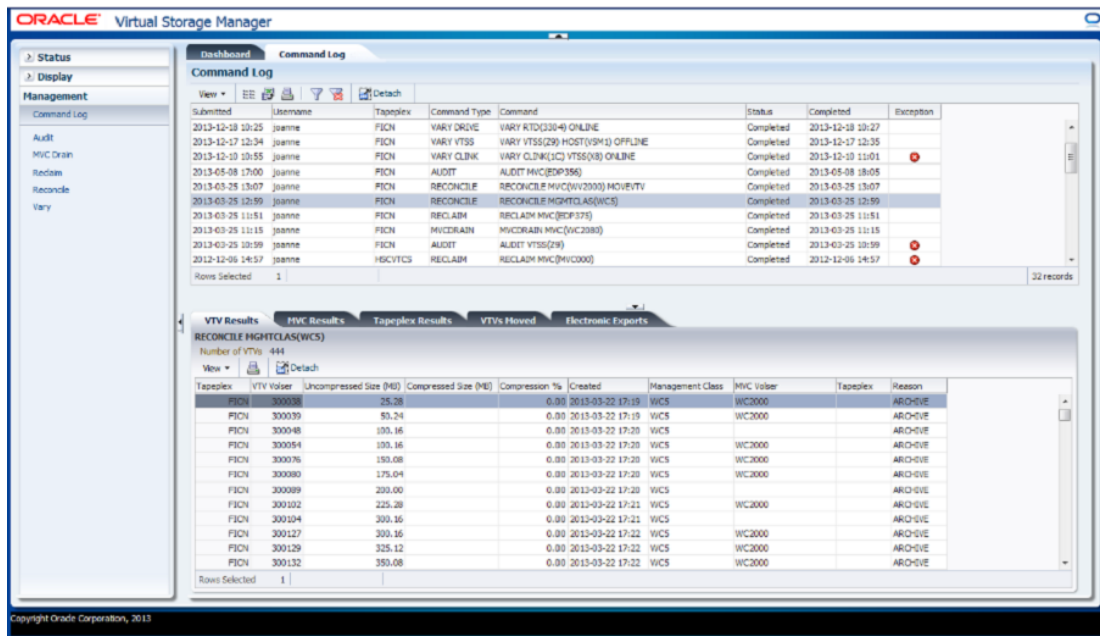 ORACLE Virtual Storage Manager
Status
Display
Management
Command Log
Audit
MVC Drain
Reclaim
Reconcile
Vary
Dashboard Command Log
Command Log
View Detach
Submitted Username Tapeplex Command Type Command Status Completed Exception
2013-12-18 10:25 joanne FICN VARY DRIVE VARY RTD(3304) ONLINE Completed 2013-12-18 10:27
2013-12-17 12:34 joanne FICN VARY VTSS VARY VTSS(Z9) HOST(VSM1) OFFLINE Completed 2013-12-17 12:35
2013-12-10 10:55 joanne FICN VARY CLINK VARY CLINK(1C) VTSS(X8) ONLINE Completed 2013-12-10 11:01
2013-05-08 17:00 joanne FICN AUDIT AUDIT MVC(EDP356) Completed 2013-05-08 18:05
2013-03-25 13:07 joanne FICN RECONCILE RECONCILE MVC(WV2000) MOVEVTV Completed 2013-03-25 13:07
2013-03-25 12:59 joanne FICN RECONCILE RECONCILE MGMTCLAS(WC5) Completed 2013-03-25 12:59
2013-03-25 11:51 joanne FICN RECLAIM RECLAIM MVC(EDP375) Completed 2013-03-25 11:51
2013-03-25 11:15 joanne FICN MVCDRAIN MVCDRAIN MVC(WC2080) Completed 2013-03-25 11:15
2013-03-25 10:59 joanne FICN AUDIT AUDIT VTSS(Z9) Completed 2013-03-25 10:59
2012-12-06 14:57 joanne HSCVTCS RECLAIM RECLAIM MVC(MVC000) Completed 2012-12-06 14:57
Rows Selected 1 32 records
VTV Results MVC Results Tapeplex Results VTVs Moved Electronic Exports
RECONCILE MGMTCLAS(WC5)
Number of VTVs 444
View Detach
Tapeplex VTV Volser Uncompressed Size (MB) Compressed Size (MB) Compression % Created Management Class MVC Volser Tapeplex Reason
FICN 300038 25.28 0.00 2013-03-22 17:19 WC5 WC2000 ARCHIVE
FICN 300039 50.24 0.00 2013-03-22 17:19 WC5 WC2000 ARCHIVE
FICN 300048 100.16 0.00 2013-03-22 17:20 WC5 ARCHIVE
FICN 300054 100.16 0.00 2013-03-22 17:20 WC5 WC2000 ARCHIVE
FICN 300076 150.08 0.00 2013-03-22 17:20 WC5 WC2000 ARCHIVE
FICN 300080 175.04 0.00 2013-03-22 17:20 WC5 WC2000 ARCHIVE
FICN 300089 200.00 0.00 2013-03-22 17:20 WC5 ARCHIVE
FICN 300102 225.28 0.00 2013-03-22 17:21 WC5 WC2000 ARCHIVE
FICN 300104 300.16 0.00 2013-03-22 17:21 WC5 ARCHIVE
FICN 300127 300.16 0.00 2013-03-22 17:22 WC5 WC2000 ARCHIVE
FICN 300129 325.12 0.00 2013-03-22 17:22 WC5 WC2000 ARCHIVE
FICN 300132 350.08 0.00 2013-03-22 17:22 WC5 WC2000 ARCHIVE
Rows Selected 1
Copyright Oracle Corporation, 2013